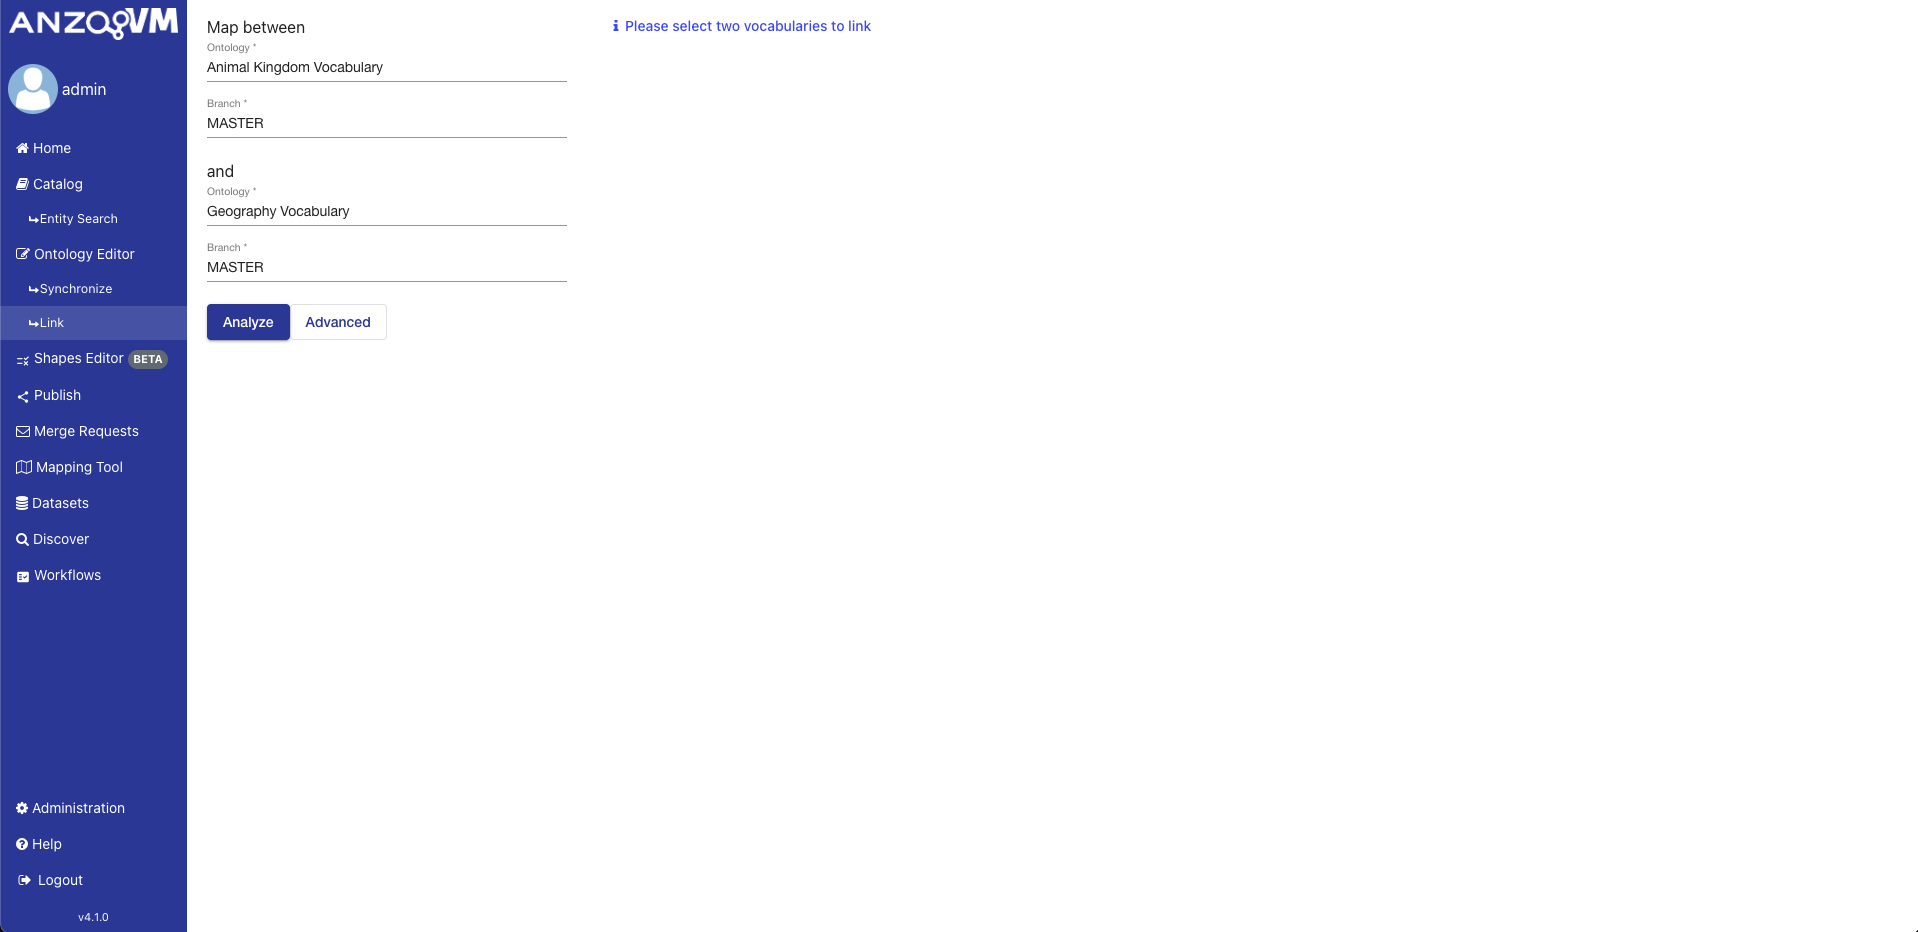 ANZO VM
admin
Home
Catalog
Entity Search
Ontology Editor
Synchronize
Link
Shapes Editor BETA
Publish
Merge Requests
Mapping Tool
Datasets
Discover
Workflows
Administration
Help
Logout
v4.1.0
Map between
Ontology *
Animal Kingdom Vocabulary
Branch *
MASTER
and
Ontology *
Geography Vocabulary
Branch *
MASTER
Analyze Advanced
Please select two vocabularies to link